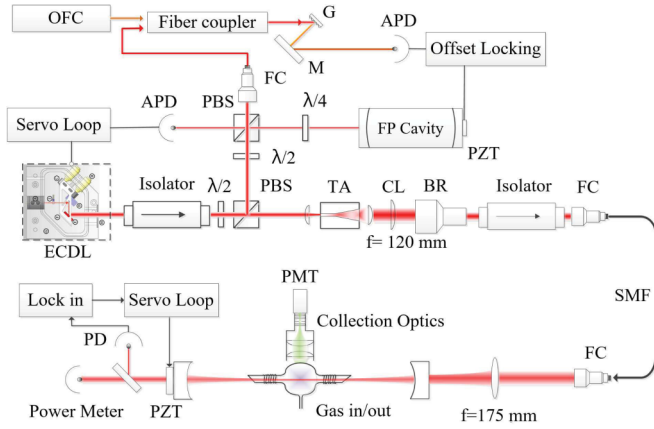 OFC
Fiber coupler
G
M
APD
Offset Locking
FC
APD
PBS
λ/4
FP Cavity
PZT
Servo Loop
λ/2
ECDL
Isolator
λ/2
PBS
TA
CL
BR
Isolator
FC
f= 120 mm
SMF
Lock in
Servo Loop
PD
PMT
Collection Optics
FC
Power Meter
PZT
Gas in/out
f=175 mm